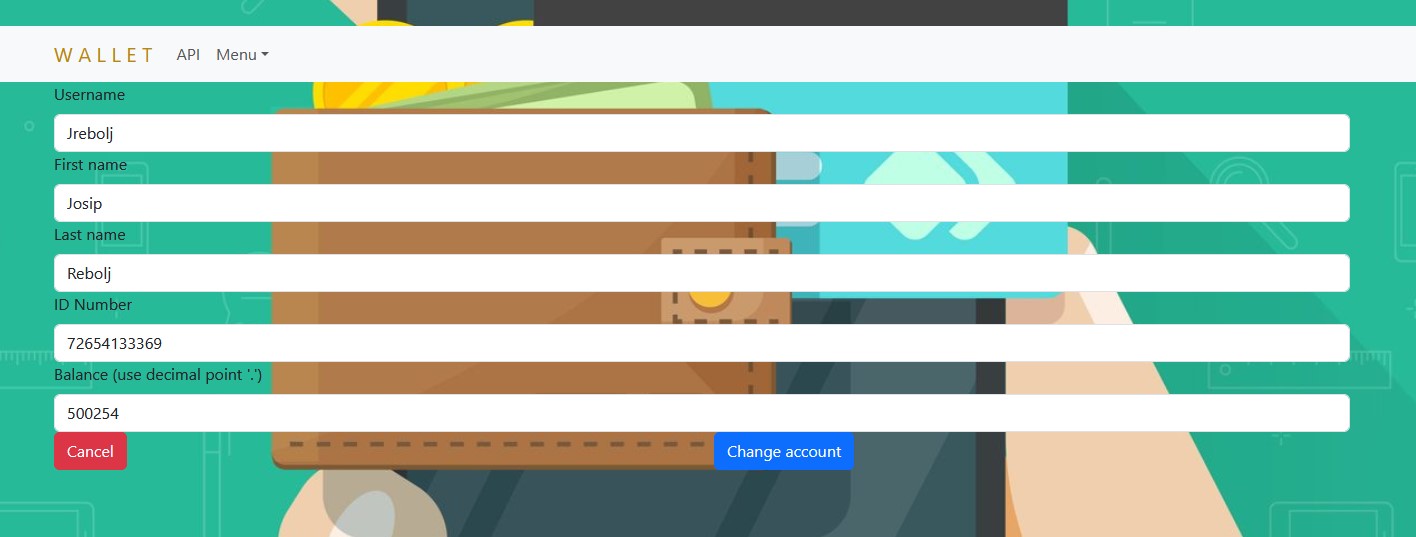 WALLET API Menu
Username
Jrebolj
First name
Josip
Last name
Rebolj
ID Number
72654133369
Balance (use decimal point '.')
500254
Cancel Change account